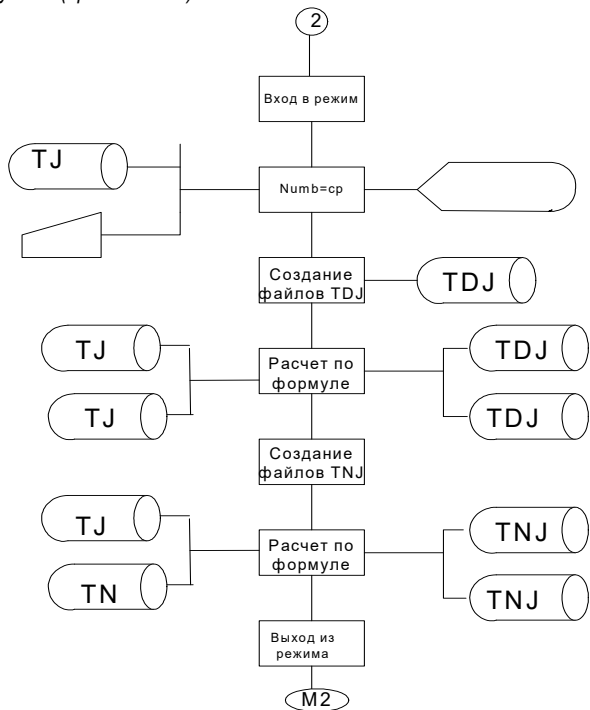 2
Вход в режим
TJ
Numb=cp
Создание
файлов TDJ
TDJ
TJ
TDJ
Расчет по
формуле
TJ
TDJ
Создание
файлов TNJ
TJ
TNJ
Расчет по
формуле
TN
TNJ
Выход из
режима
M2